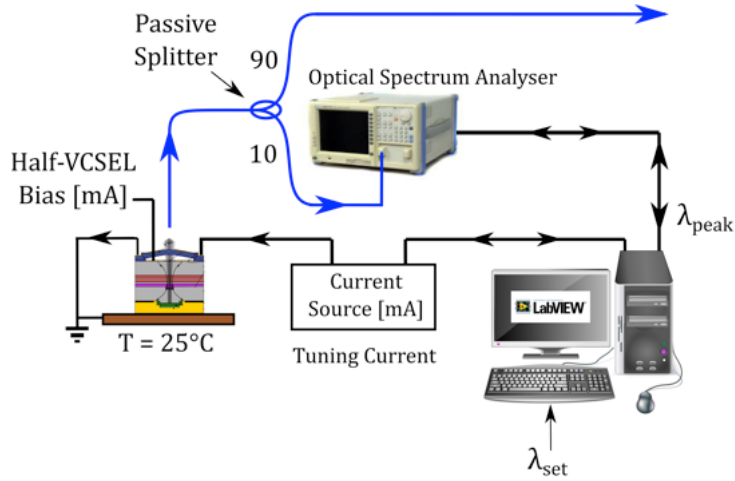 Passive
Splitter
90
Optical Spectrum Analyser
10
Half-VCSEL
Bias [mA]
λpeak
Current
Source [mA]
LabVIEW
T = 25°C
Tuning Current
λset